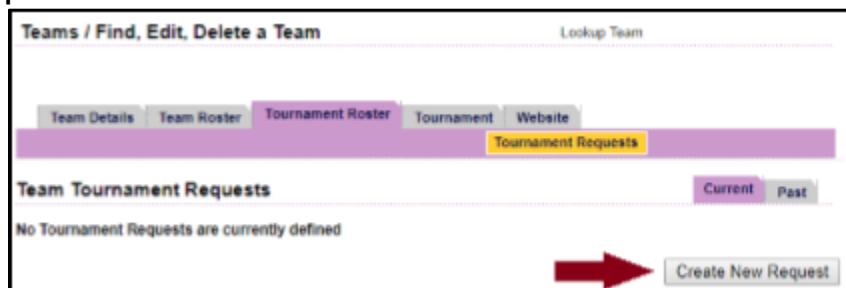 Teams / Find, Edit, Delete a Team Lookup Team
Team Details Team Roster Tournament Roster Tournament Website
Tournament Requests
Team Tournament Requests Current Past
No Tournament Requests are currently defined
Create New Request